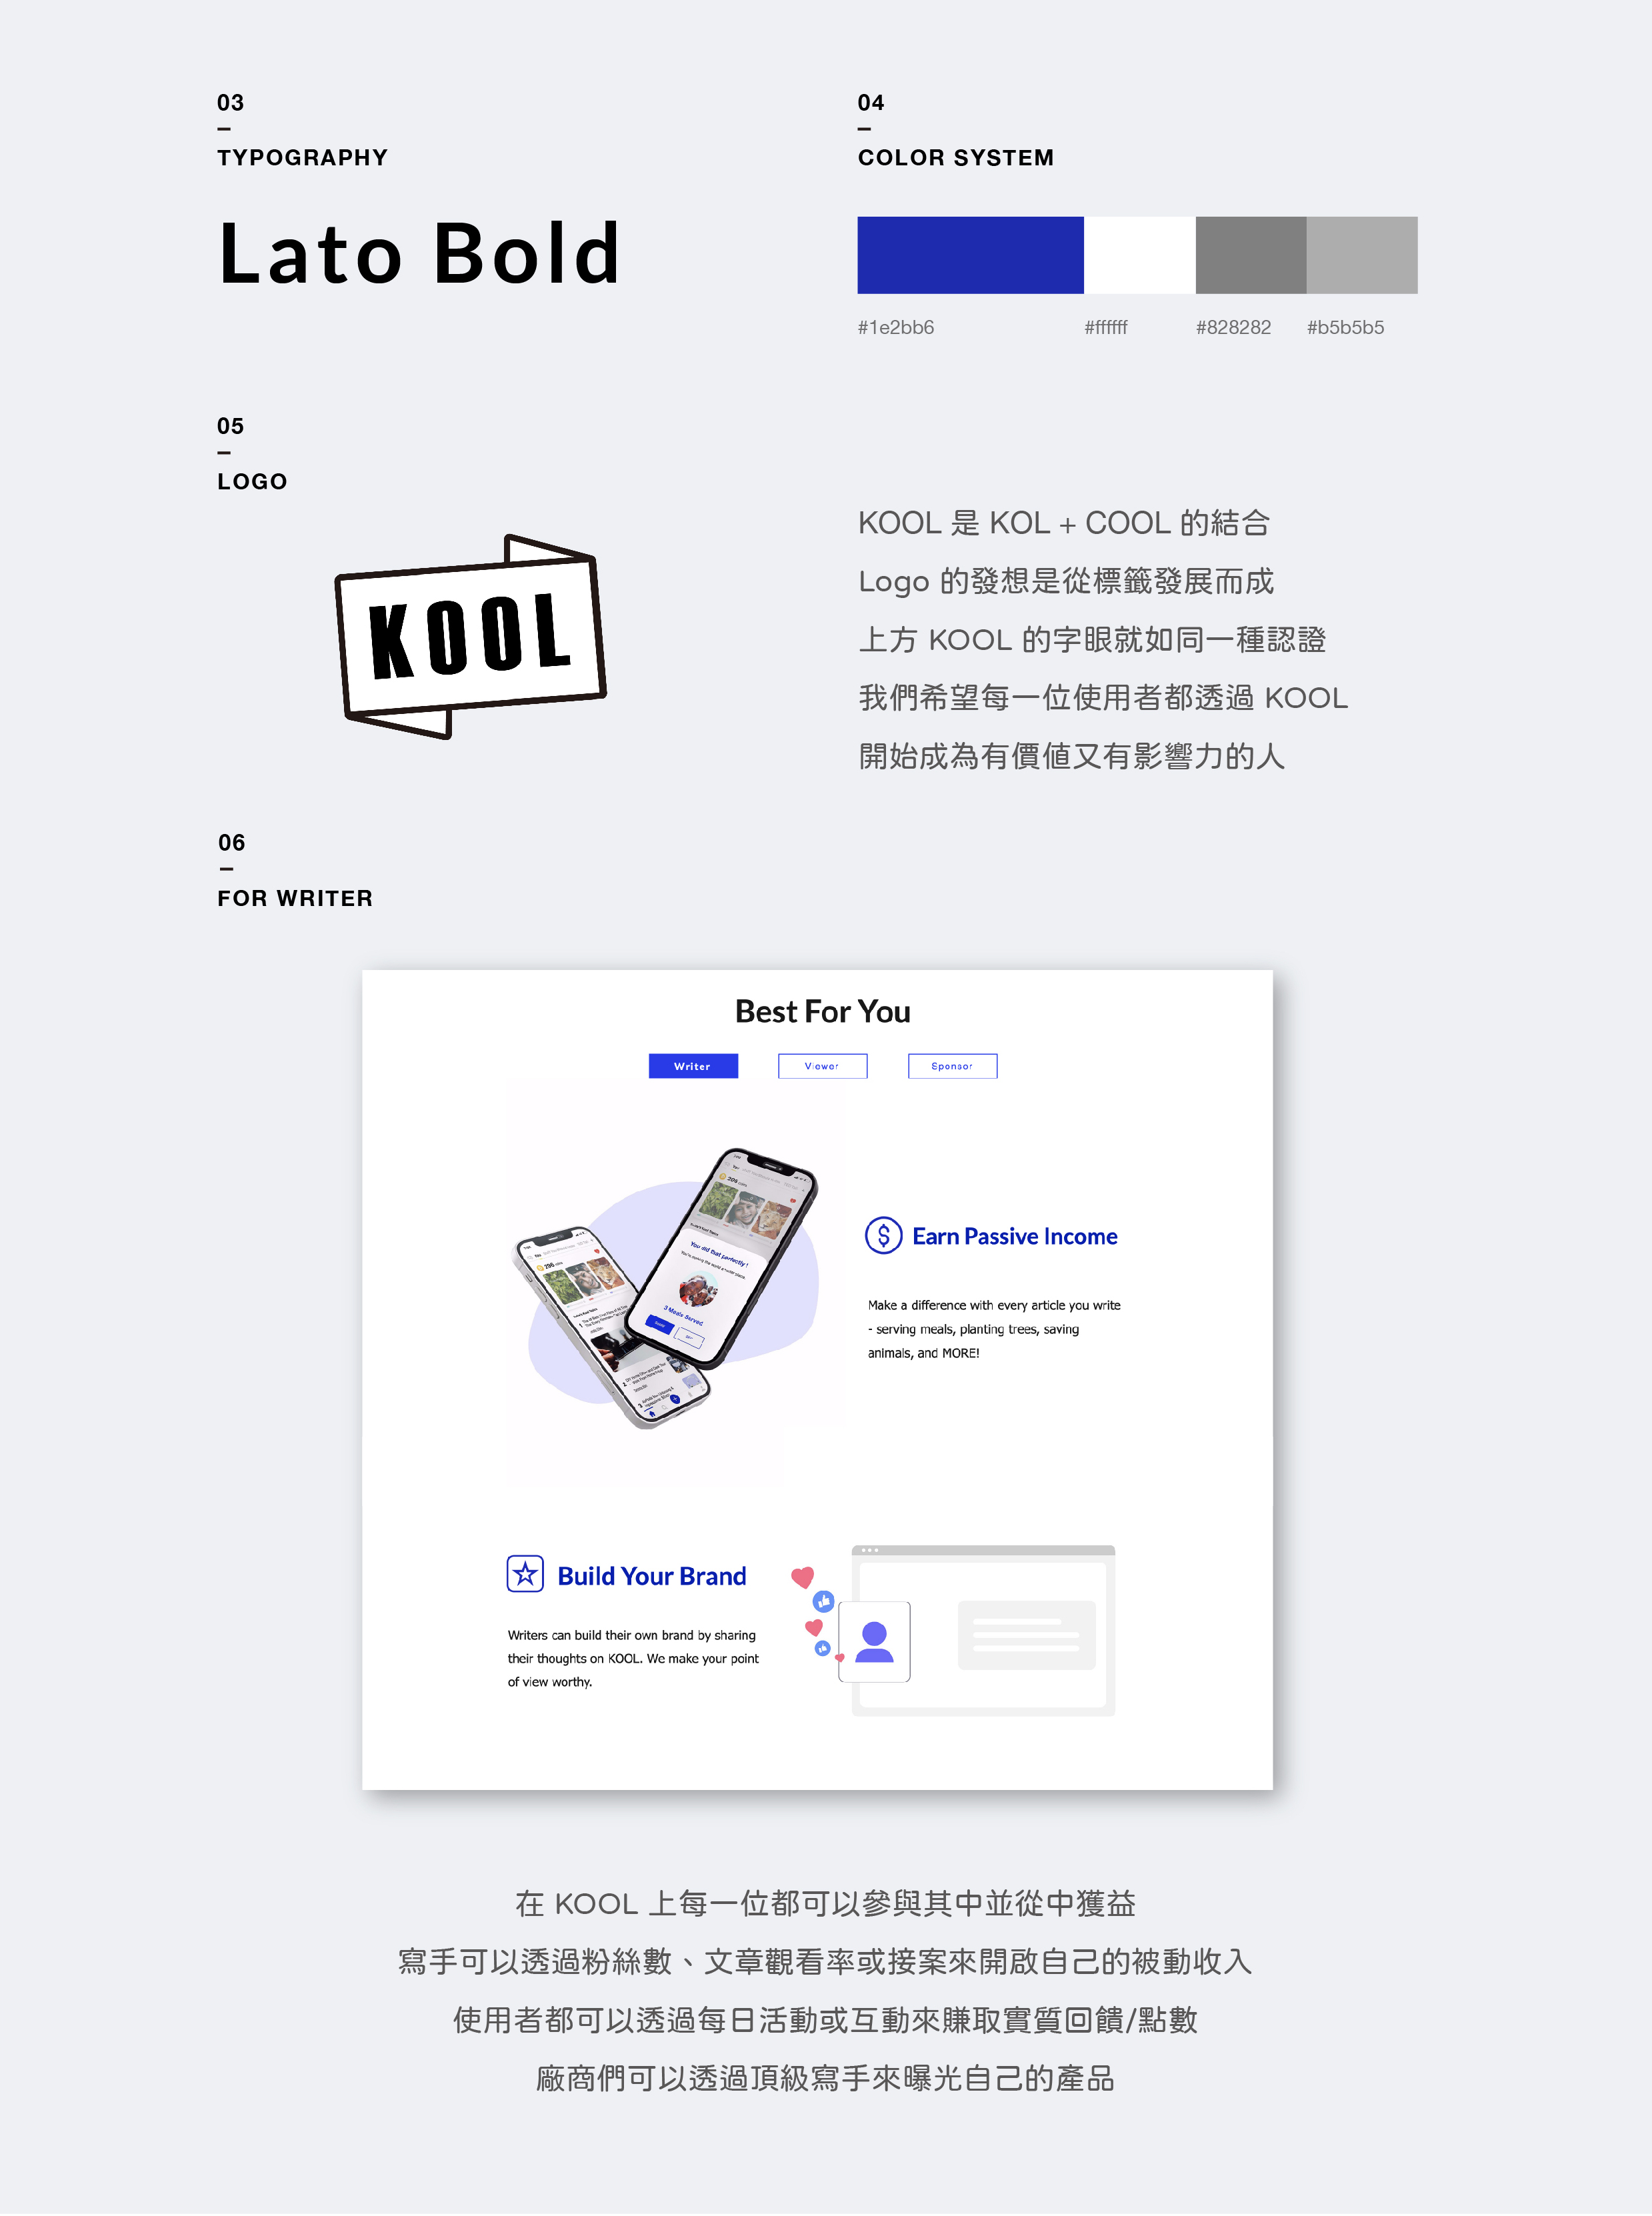 03
–
TYPOGRAPHY
Lato Bold
04
–
COLOR SYSTEM
#1e2bb6 #ffffff #828282 #b5b5b5
05
–
LOGO
KOOL
KOOL 是 KOL + COOL 的結合
Logo 的發想是從標籤發展而成
上方 KOOL 的字眼就如同一種認證
我們希望每一位使用者都透過 KOOL
開始成為有價值又有影響力的人
06
–
FOR WRITER
Best For You
Writer Viewer Sponsor
296
You did that perfectly !
3 Meals Served
Earn Passive Income
Make a difference with every article you write
- serving meals, planting trees, saving
animals, and MORE!
Build Your Brand
Writers can build their own brand by sharing
their thoughts on KOOL. We make your point
of view worthy.
在 KOOL 上每一位都可以參與其中並從中獲益
寫手可以透過粉絲數、文章觀看率或接案來開啟自己的被動收入
使用者都可以透過每日活動或互動來賺取實質回饋/點數
廠商們可以透過頂級寫手來曝光自己的產品